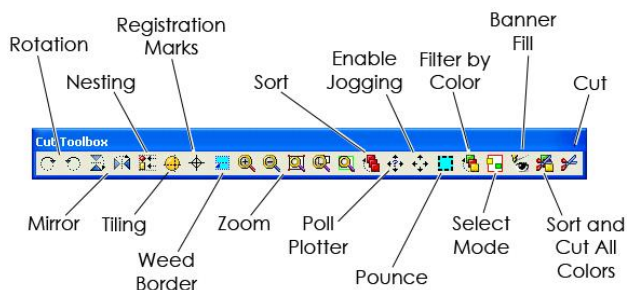 Registration
Marks
Rotation
Nesting
Sort
Enable
Jogging
Filter by
Color
Banner
Fill
Cut
Cut Toolbox
Mirror
Tiling
Weed
Border
Zoom
Poll
Plotter
Pounce
Select
Mode
Sort and
Cut All
Colors